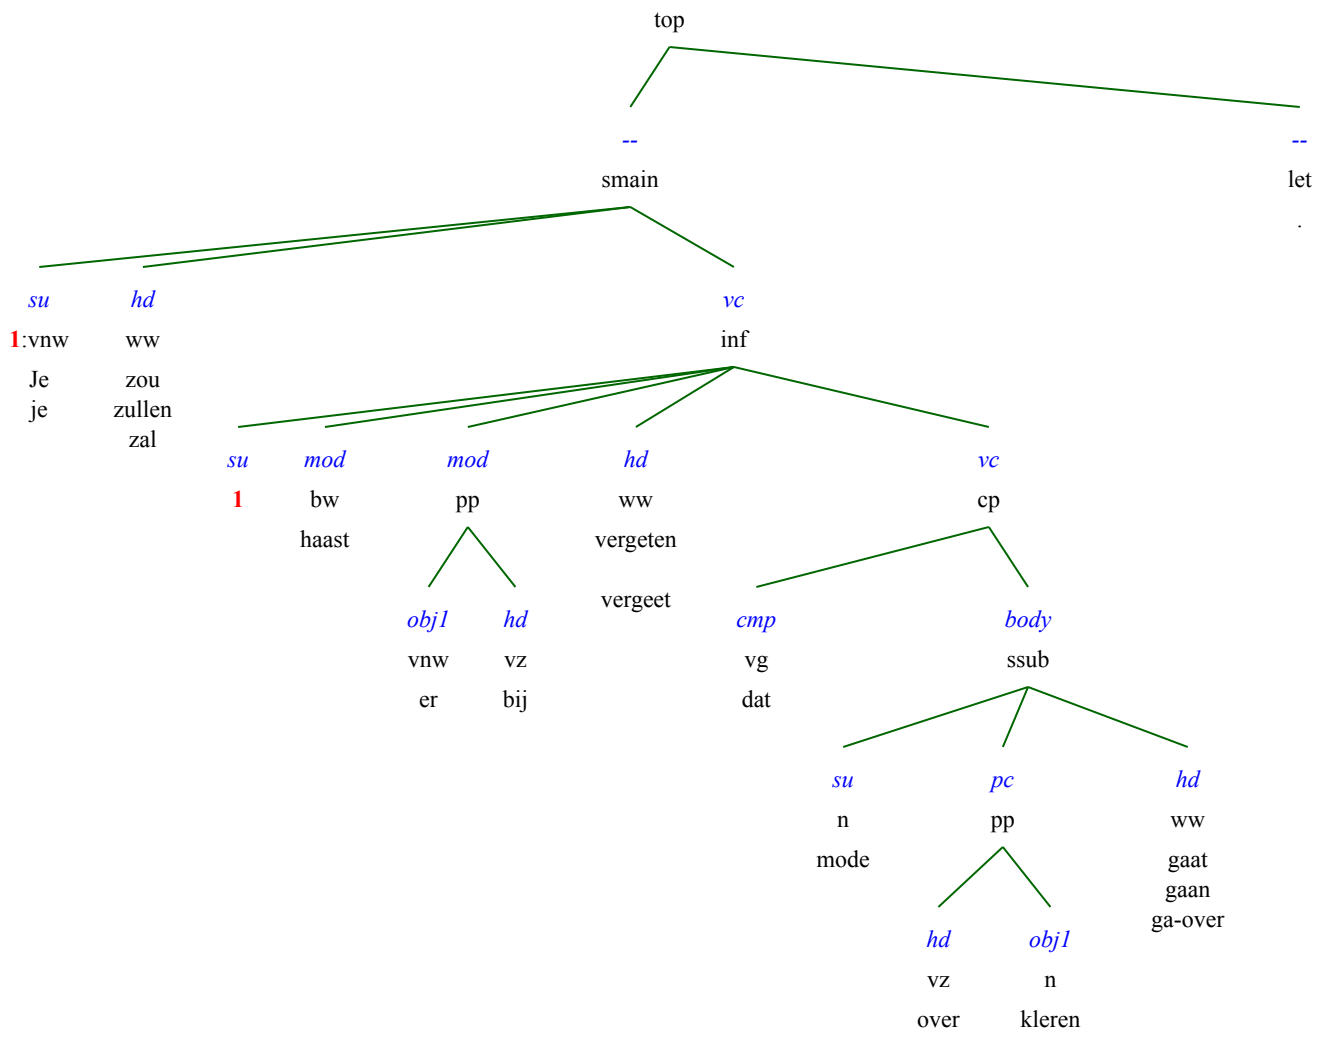 top
-- --
smain let
.
su hd vc
1:vnw ww inf
Je zou
je zullen
zal
su mod mod hd vc
1 bw pp ww cp
haast vergeten
vergeet
obj1 hd cmp body
vnw vz vg ssub
er bij dat
su pc hd
n pp ww
mode gaat
gaan
ga-over
hd obj1
vz n
over kleren